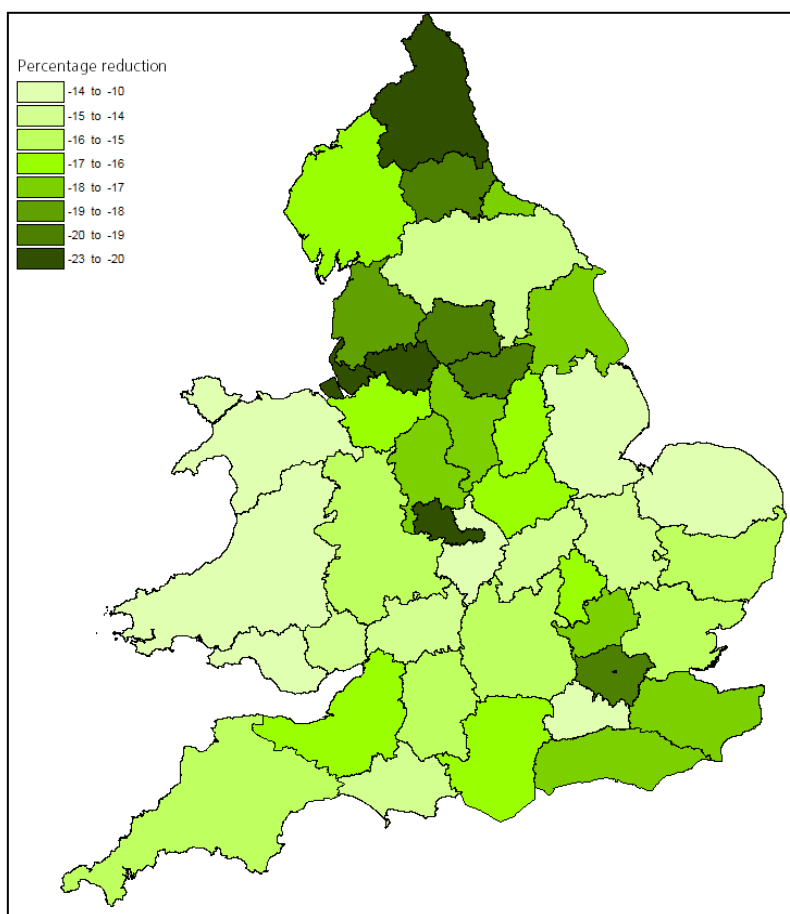 Percentage reduction
-14 to -10
-15 to -14
-16 to -15
-17 to -16
-18 to -17
-19 to -18
-20 to -19
-23 to -20